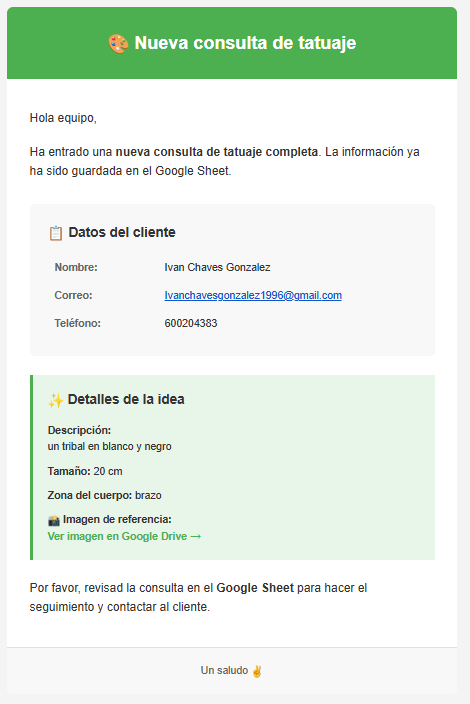 🎨 Nueva consulta de tatuaje
Hola equipo,
Ha entrado una nueva consulta de tatuaje completa. La información ya
ha sido guardada en el Google Sheet.
📋 Datos del cliente
Nombre: Ivan Chaves Gonzalez
Correo: Ivanchavesgonzalez1996@gmail.com
Teléfono: 600204383
✨ Detalles de la idea
Descripción:
un tribal en blanco y negro
Tamaño: 20 cm
Zona del cuerpo: brazo
📸 Imagen de referencia:
Ver imagen en Google Drive →
Por favor, revisad la consulta en el Google Sheet para hacer el
seguimiento y contactar al cliente.
Un saludo ✌️